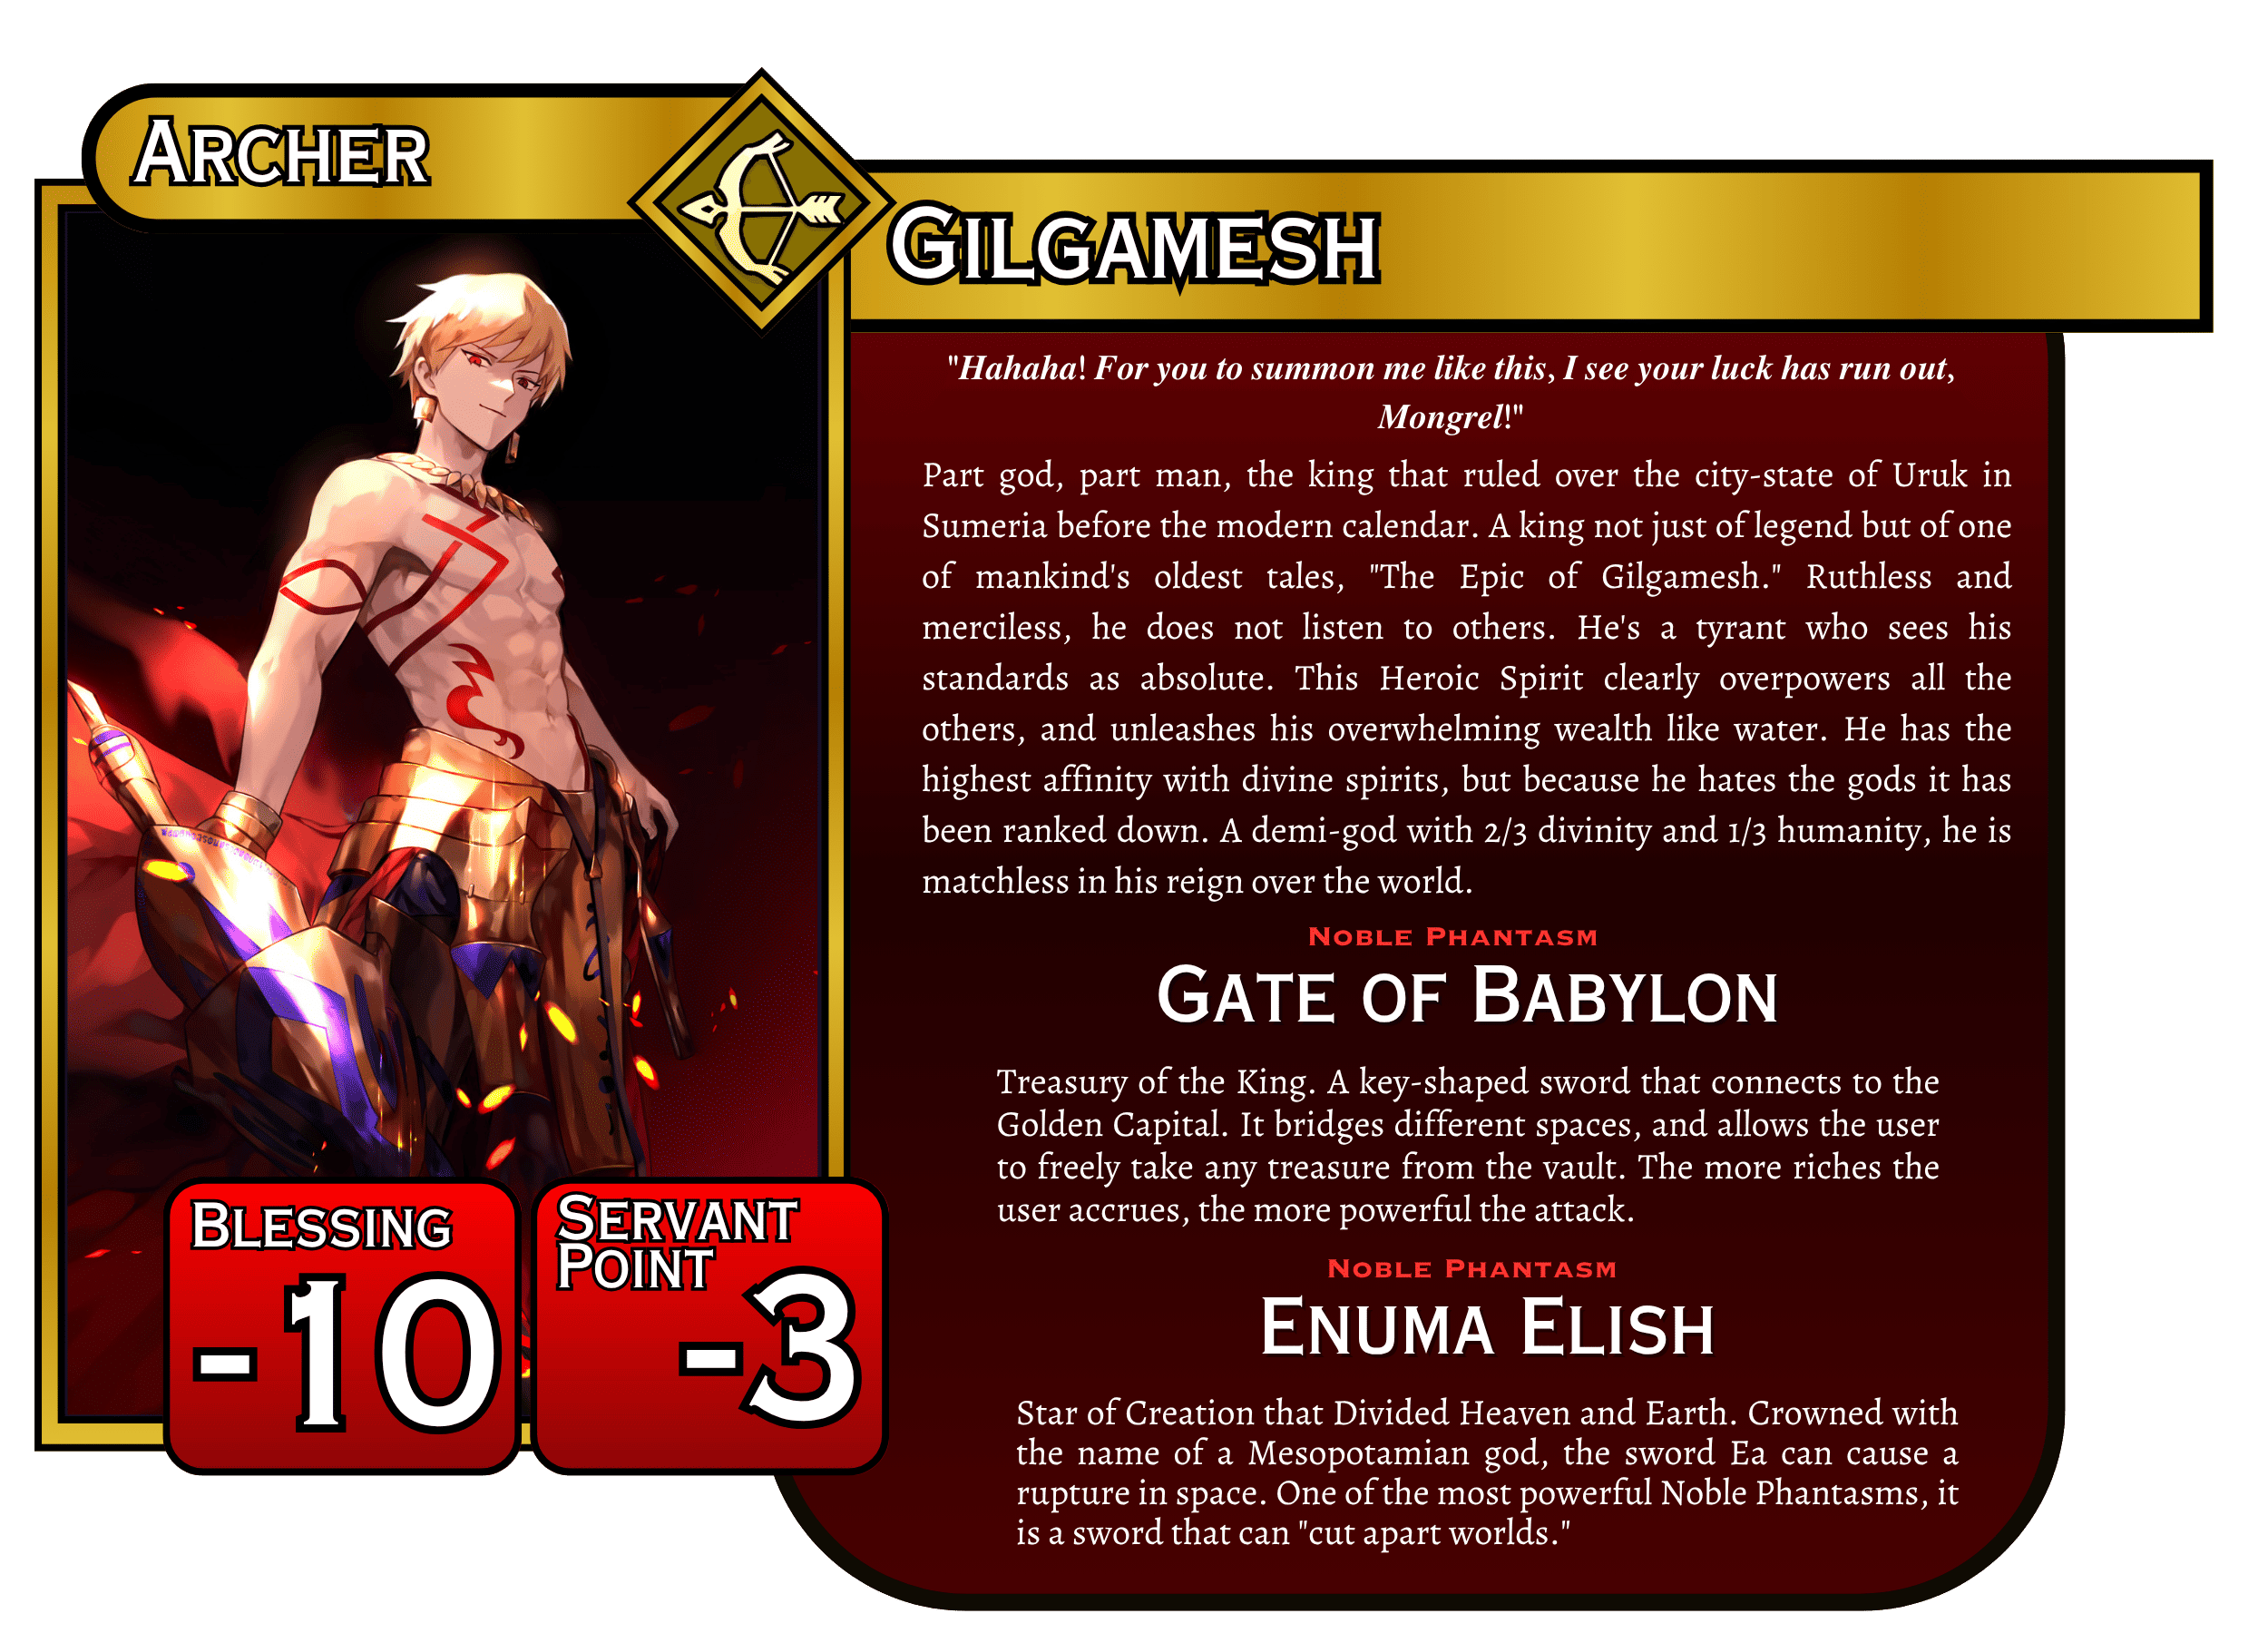 ARCHER
GILGAMESH
"Hahaha! For you to summon me like this, I see your luck has run out,
Mongrel!"
Part god, part man, the king that ruled over the city-state of Uruk in
Sumeria before the modern calendar. A king not just of legend but of one
of mankind's oldest tales, "The Epic of Gilgamesh." Ruthless and
merciless, he does not listen to others. He's a tyrant who sees his
standards as absolute. This Heroic Spirit clearly overpowers all the
others, and unleashes his overwhelming wealth like water. He has the
highest affinity with divine spirits, but because he hates the gods it has
been ranked down. A demi-god with 2/3 divinity and 1/3 humanity, he is
matchless in his reign over the world.
NOBLE PHANTASM
GATE OF BABYLON
Treasury of the King. A key-shaped sword that connects to the
Golden Capital. It bridges different spaces, and allows the user
to freely take any treasure from the vault. The more riches the
user accrues, the more powerful the attack.
NOBLE PHANTASM
ENUMA ELISH
Star of Creation that Divided Heaven and Earth. Crowned with
the name of a Mesopotamian god, the sword Ea can cause a
rupture in space. One of the most powerful Noble Phantasms, it
is a sword that can "cut apart worlds."
BLESSING
-10
SERVANT
POINT
-3